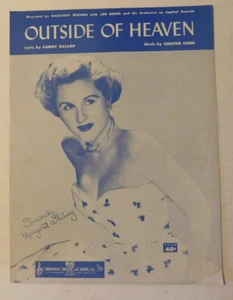 Recorded by MARGARET WHITING with LOU BUSCH and his Orchestra on Capitol Records
OUTSIDE OF HEAVEN
Lyric by SAMMY GALLOP
Music by CHESTER CONN
Sincerely
Margaret Whiting
60¢